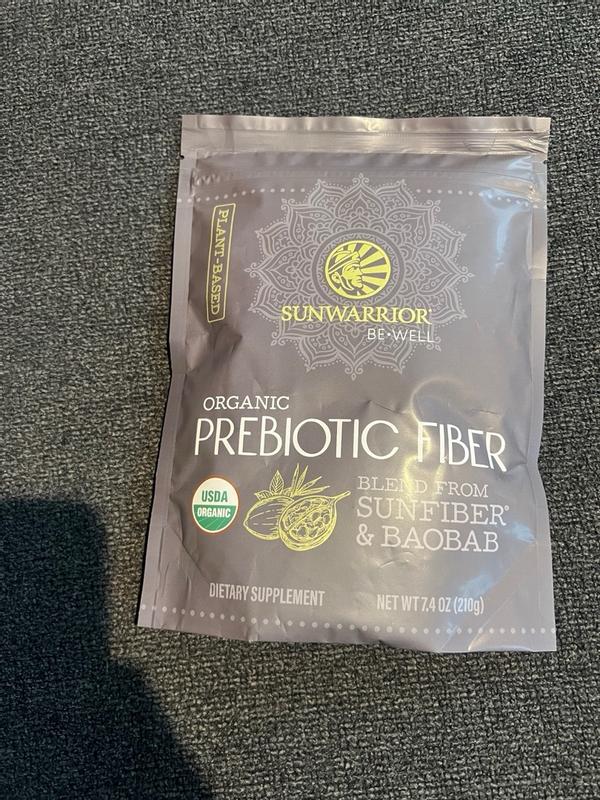 PLANT-BASED
SUNWARRIOR®
BE•WELL
ORGANIC
PREBIOTIC FIBER
USDA
ORGANIC
BLEND FROM
SUNFIBER®
& BAOBAB
DIETARY SUPPLEMENT
NET WT 7.4 OZ (210g)